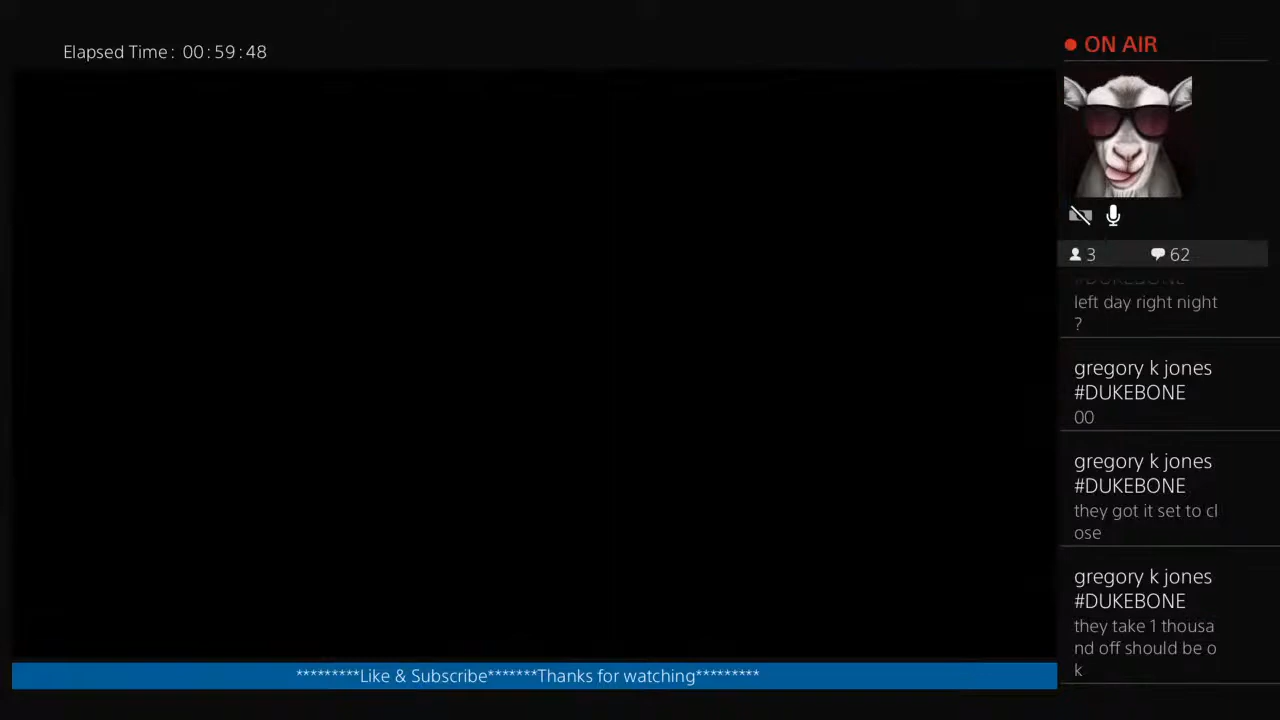 Elapsed Time: 00:59:48
ON AIR
3 62
#DUKEBONE
left day right night
?
gregory k jones
#DUKEBONE
00
gregory k jones
#DUKEBONE
they got it set to cl
ose
gregory k jones
#DUKEBONE
they take 1 thousa
nd off should be o
k
*********Like & Subscribe*******Thanks for watching*********